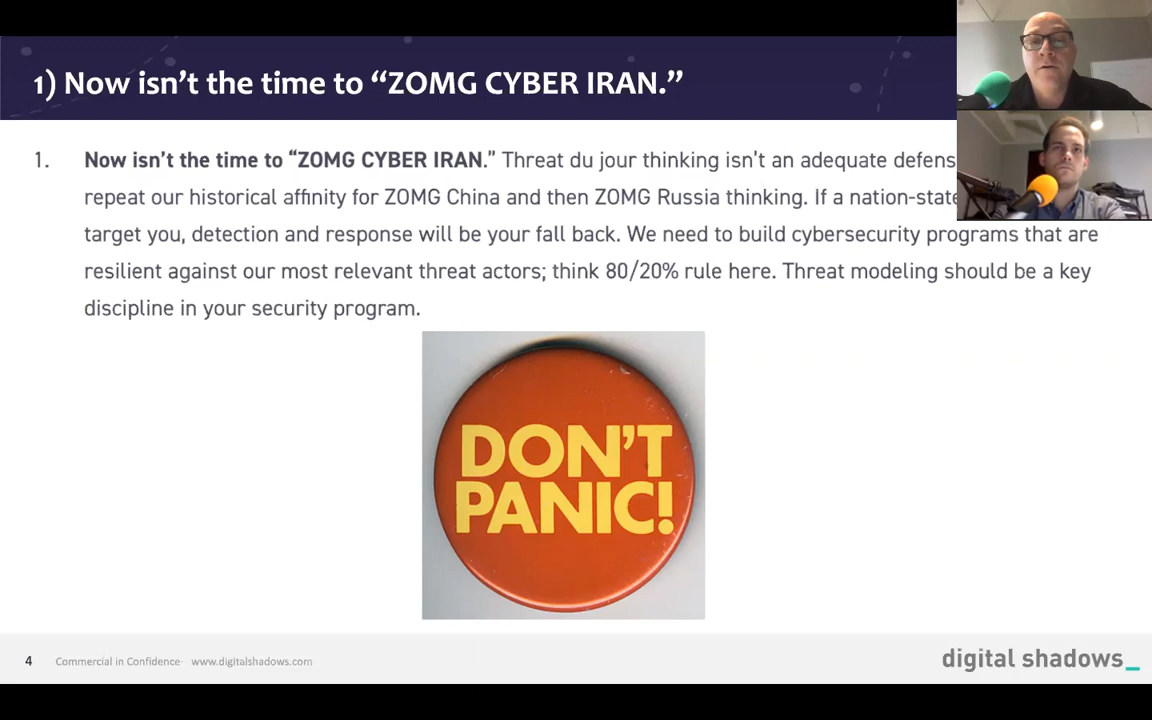 1) Now isn't the time to “ZOMG CYBER IRAN.”
1. Now isn't the time to “ZOMG CYBER IRAN.” Threat du jour thinking isn't an adequate
repeat our historical affinity for ZOMG China and then ZOMG Russia thinking. If a nation-state
target you, detection and response will be your fall back. We need to build cybersecurity programs that are
resilient against our most relevant threat actors; think 80/20% rule here. Threat modeling should be a key
discipline in your security program.
DON'T
PANIC!
4 Commercial in Confidence www.digitalshadows.com
digital shadows_